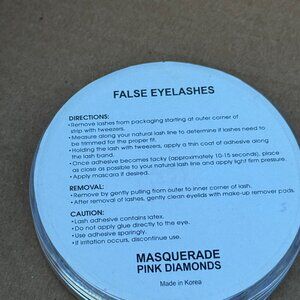 FALSE EYELASHES
DIRECTIONS:
• Remove lashes from packaging starting at outer corner of
strip with tweezers.
• Measure along your natural lash line to determine if lashes need to
be trimmed for the proper fit.
• Holding the lash with tweezers, apply a thin coat of adhesive along
the lash band.
• Once adhesive becomes tacky (approximately 10-15 seconds), place
as close as possible to your natural lash line and apply light firm pressure.
• Apply mascara if desired.
REMOVAL:
• Remove by gently pulling from outer to inner corner of lash.
• After removal of lashes, gently clean eyelids with make-up remover pads.
CAUTION:
• Lash adhesive contains latex.
• Do not apply glue directly to the eye.
• Use adhesive sparingly.
• If irritation occurs, discontinue use.
MASQUERADE
PINK DIAMONDS
Made in Korea